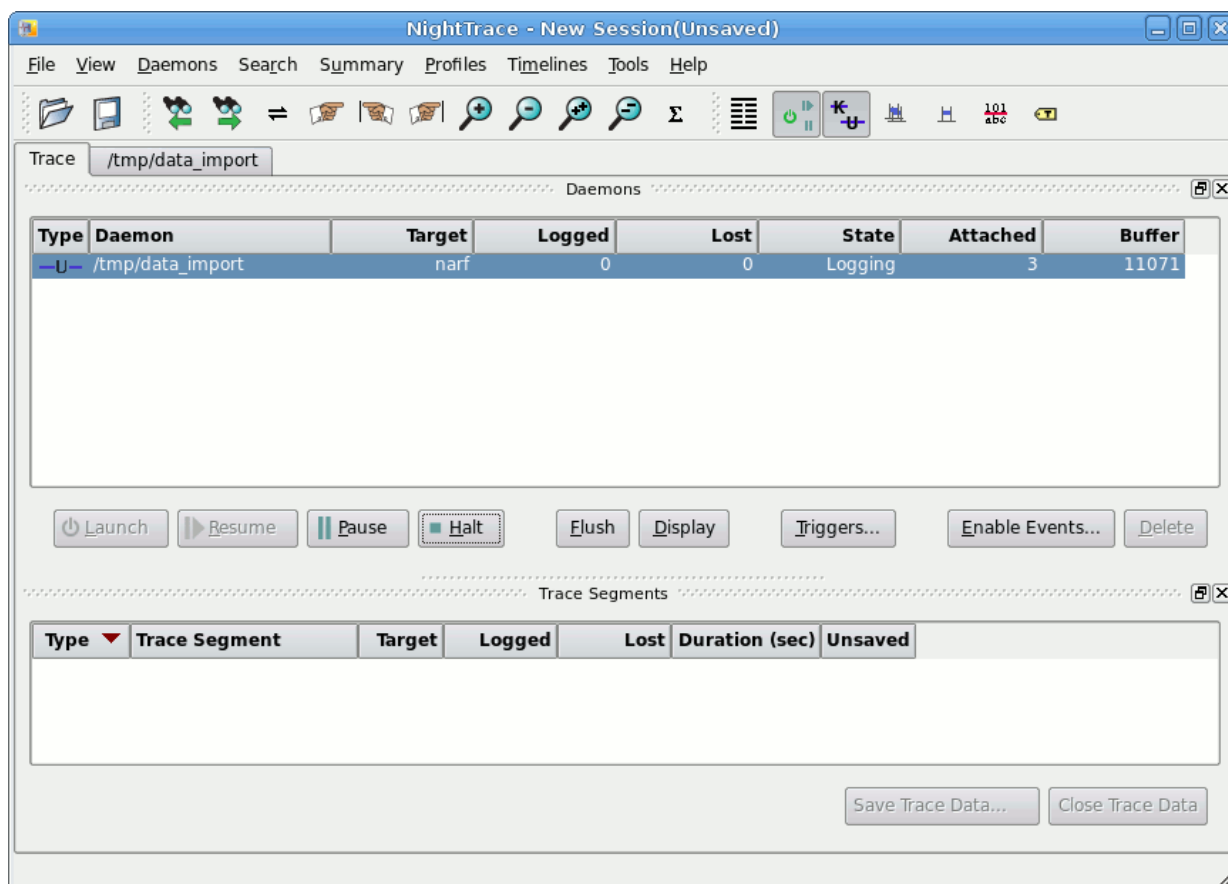 NightTrace - New Session(Unsaved)
File View Daemons Search Summary Profiles Timelines Tools Help
Σ K U 101 abc T
Trace /tmp/data_import
Daemons
Type Daemon Target Logged Lost State Attached Buffer
U /tmp/data_import narf 0 0 Logging 3 11071
Launch Resume Pause Halt Flush Display Triggers... Enable Events... Delete
Trace Segments
Type Trace Segment Target Logged Lost Duration (sec) Unsaved
Save Trace Data... Close Trace Data